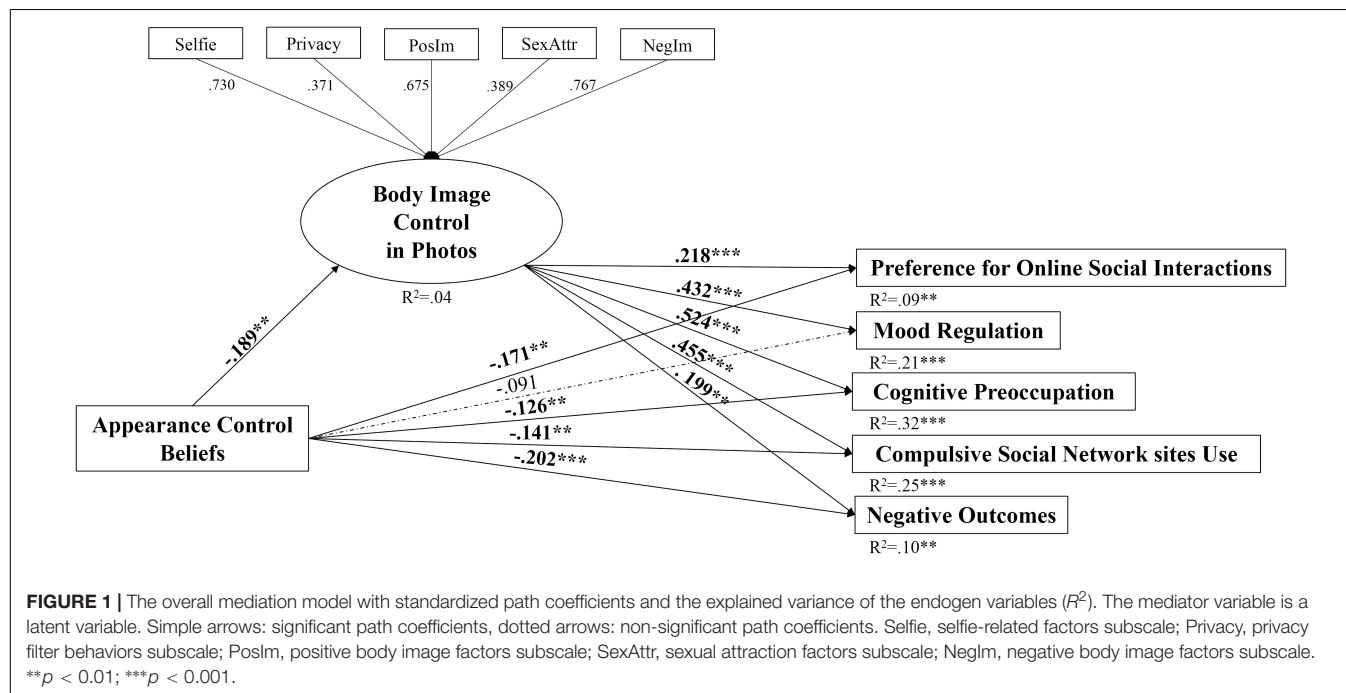 Selfie
Privacy
PosIm
SexAttr
NegIm
.730
.371
.675
.389
.767
Body Image
Control
in Photos
R²=.04
-.189**
Appearance Control
Beliefs
.218***
.432***
.524***
.455***
.199**
-.171**
-.091
-.126**
-.141**
-.202***
Preference for Online Social Interactions
R²=.09**
Mood Regulation
R²=.21***
Cognitive Preoccupation
R²=.32***
Compulsive Social Network sites Use
R²=.25***
Negative Outcomes
R²=.10**
FIGURE 1 | The overall mediation model with standardized path coefficients and the explained variance of the endogen variables (R²). The mediator variable is a
latent variable. Simple arrows: significant path coefficients, dotted arrows: non-significant path coefficients. Selfie, selfie-related factors subscale; Privacy, privacy
filter behaviors subscale; PosIm, positive body image factors subscale; SexAttr, sexual attraction factors subscale; NegIm, negative body image factors subscale.
**p < 0.01; ***p < 0.001.